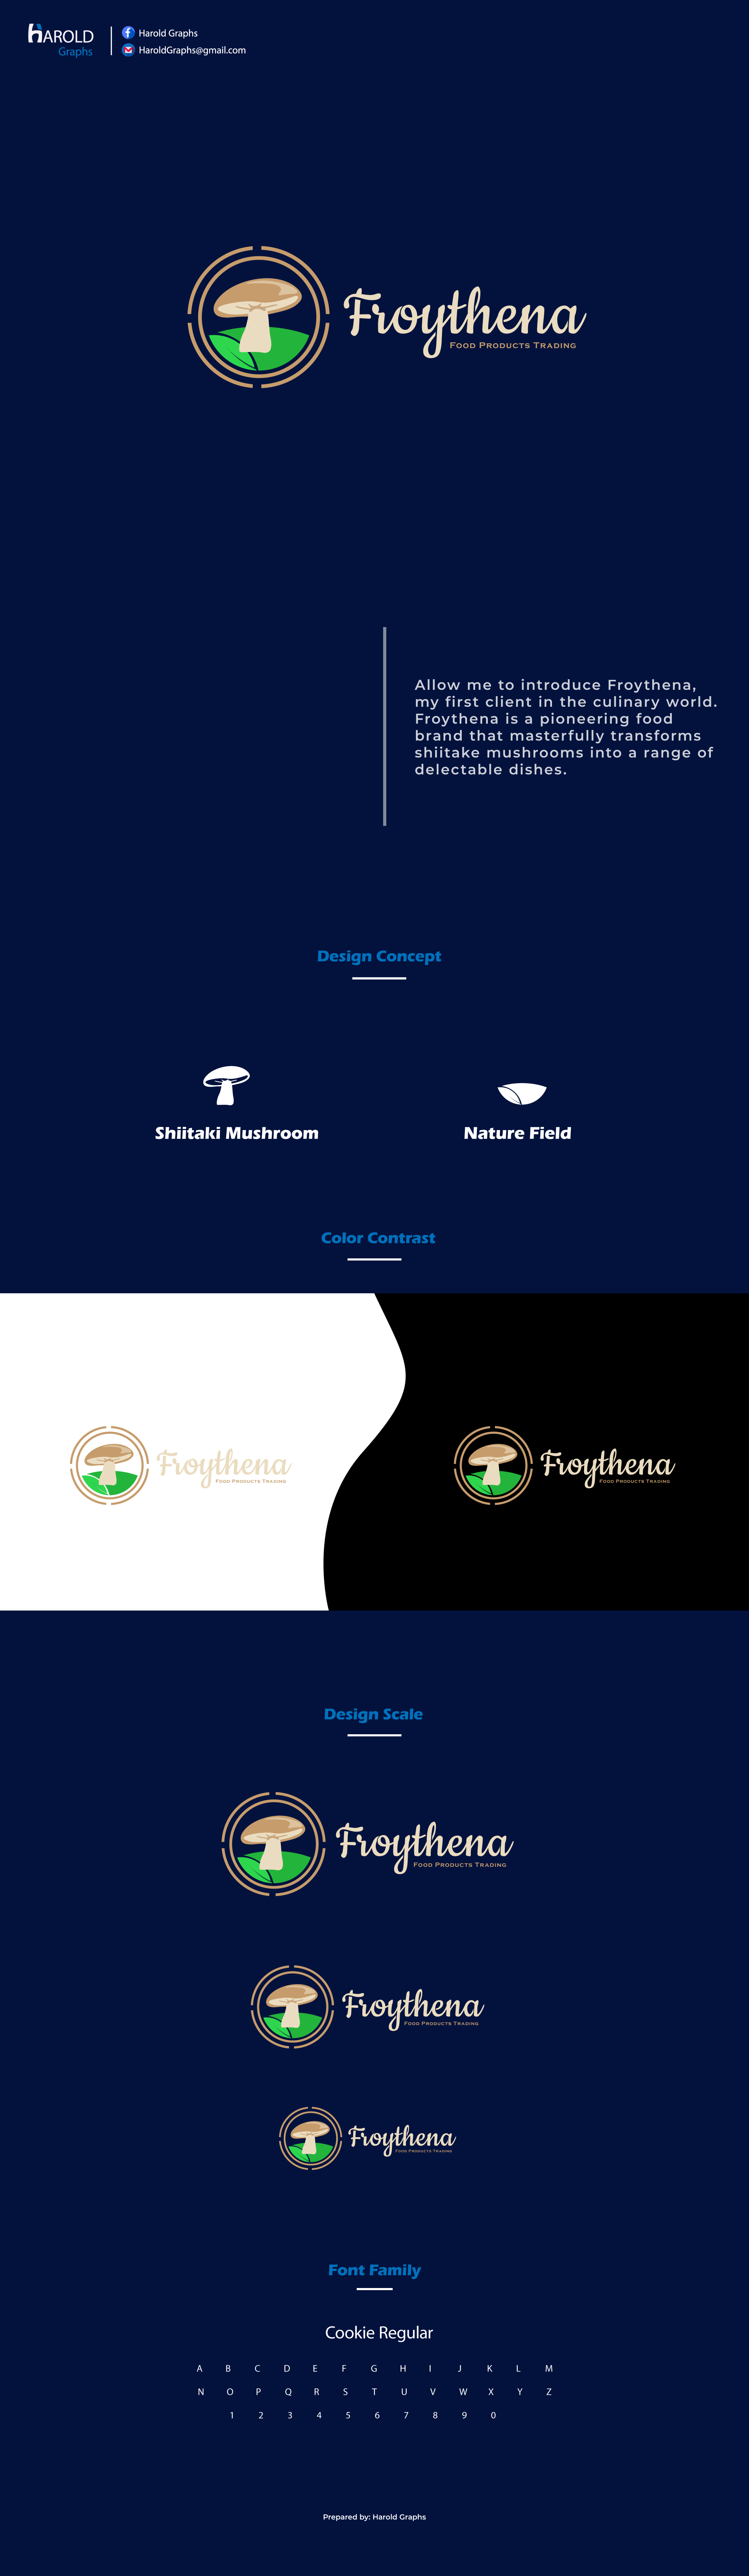 HAROLD
Graphs
Harold Graphs
HaroldGraphs@gmail.com
Froythena
Food Products Trading
Allow me to introduce Froythena,
my first client in the culinary world.
Froythena is a pioneering food
brand that masterfully transforms
shiitake mushrooms into a range of
delectable dishes.
Design Concept
Shiitaki Mushroom
Nature Field
Color Contrast
Froythena
Food Products Trading
Froythena
Food Products Trading
Design Scale
Froythena
Food Products Trading
Froythena
Food Products Trading
Froythena
Food Products Trading
Font Family
Cookie Regular
A B C D E F G H I J K L M
N O P Q R S T U V W X Y Z
1 2 3 4 5 6 7 8 9 0
Prepared by: Harold Graphs